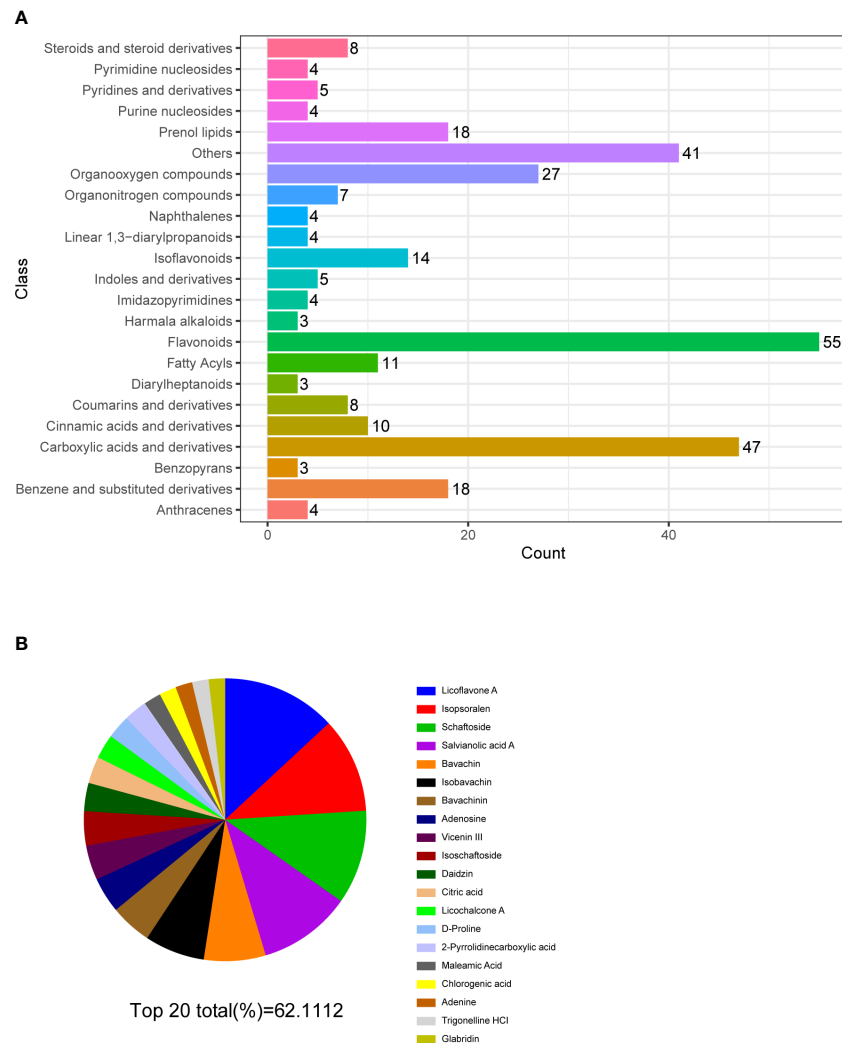 A
Steroids and steroid derivatives 8
Pyrimidine nucleosides 4
Pyridines and derivatives 5
Purine nucleosides 4
Prenol lipids 18
Others 41
Organooxygen compounds 27
Organonitrogen compounds 7
Naphthalenes 4
Linear 1,3−diarylpropanoids 4
Isoflavonoids 14
Indoles and derivatives 5
Imidazopyrimidines 4
Harmala alkaloids 3
Flavonoids 55
Fatty Acyls 11
Diarylheptanoids 3
Coumarins and derivatives 8
Cinnamic acids and derivatives 10
Carboxylic acids and derivatives 47
Benzopyrans 3
Benzene and substituted derivatives 18
Anthracenes 4
Class
0 20 40
Count
B
Licoflavone A
Isopsoralen
Schaftoside
Salvianolic acid A
Bavachin
Isobavachin
Bavachinin
Adenosine
Vicenin III
Isoschaftoside
Daidzin
Citric acid
Licochalcone A
D-Proline
2-Pyrrolidinecarboxylic acid
Maleamic Acid
Chlorogenic acid
Adenine
Trigonelline HCl
Glabridin
Top 20 total(%)=62.1112